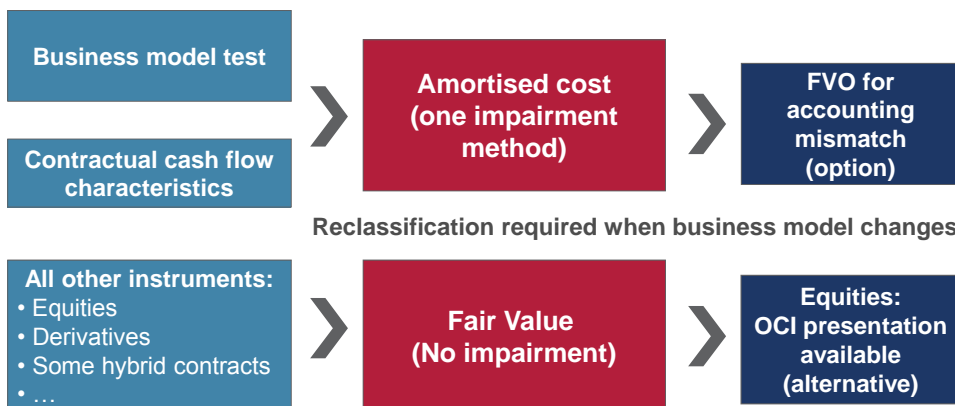 Business model test
Contractual cash flow
characteristics
Amortised cost
(one impairment
method)
FVO for
accounting
mismatch
(option)
Reclassification required when business model changes
All other instruments:
• Equities
• Derivatives
• Some hybrid contracts
• …
Fair Value
(No impairment)
Equities:
OCI presentation
available
(alternative)